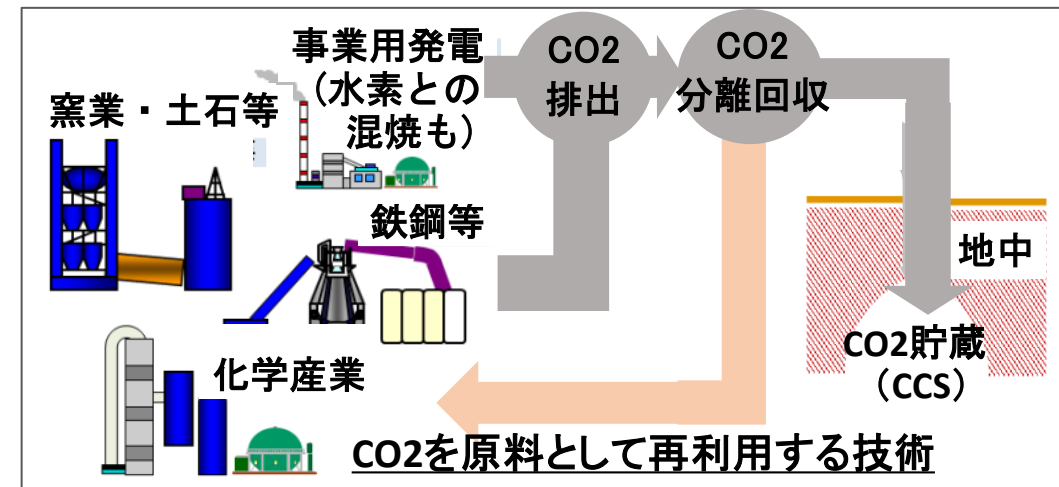 事業用発電
（水素との
混焼も）
窯業・土石等
鉄鋼等
化学産業
CO2
排出
CO2
分離回収
地中
CO2貯蔵
（CCS）
CO2を原料として再利用する技術